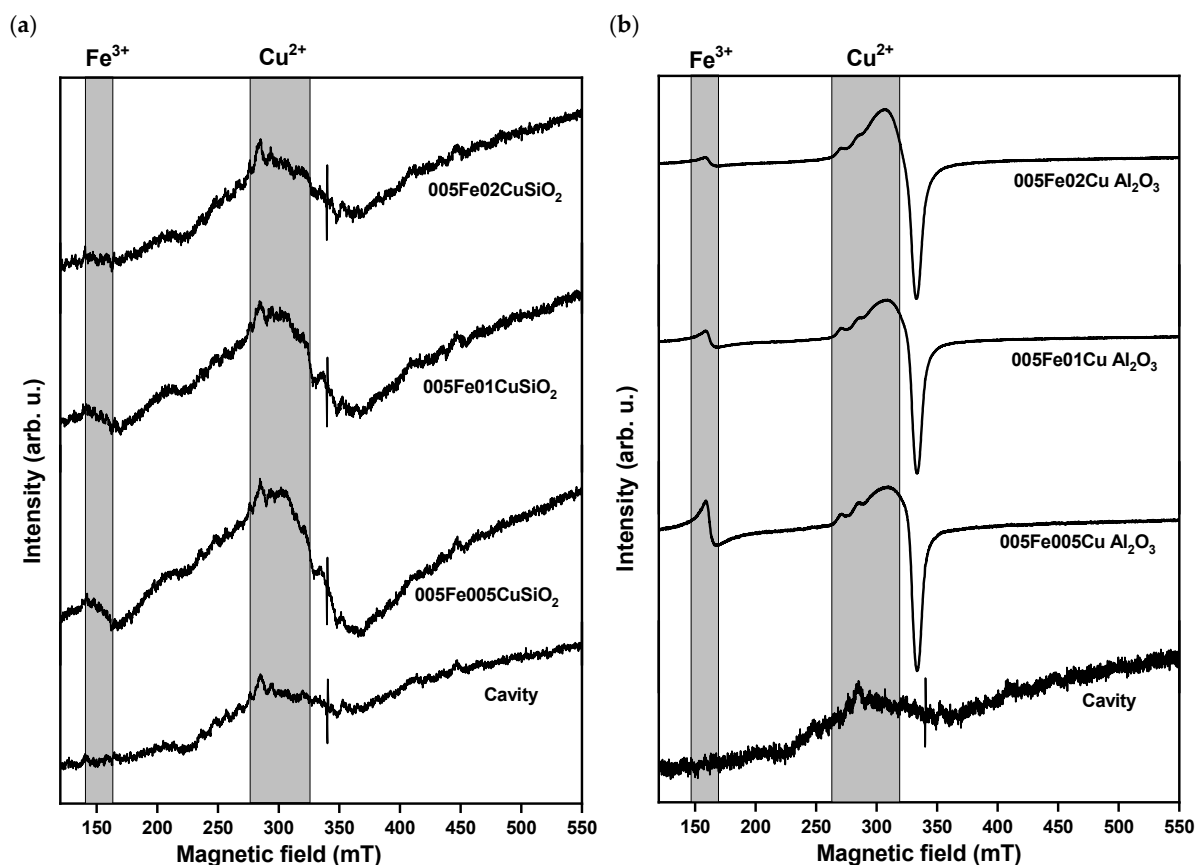 (a)
Fe³⁺ Cu²⁺
005Fe02CuSiO₂
005Fe01CuSiO₂
005Fe005CuSiO₂
Cavity
Intensity (arb. u.)
150 200 250 300 350 400 450 500 550
Magnetic field (mT)
(b)
Fe³⁺ Cu²⁺
005Fe02Cu Al₂O₃
005Fe01Cu Al₂O₃
005Fe005Cu Al₂O₃
Cavity
Intensity (arb. u.)
150 200 250 300 350 400 450 500 550
Magnetic field (mT)